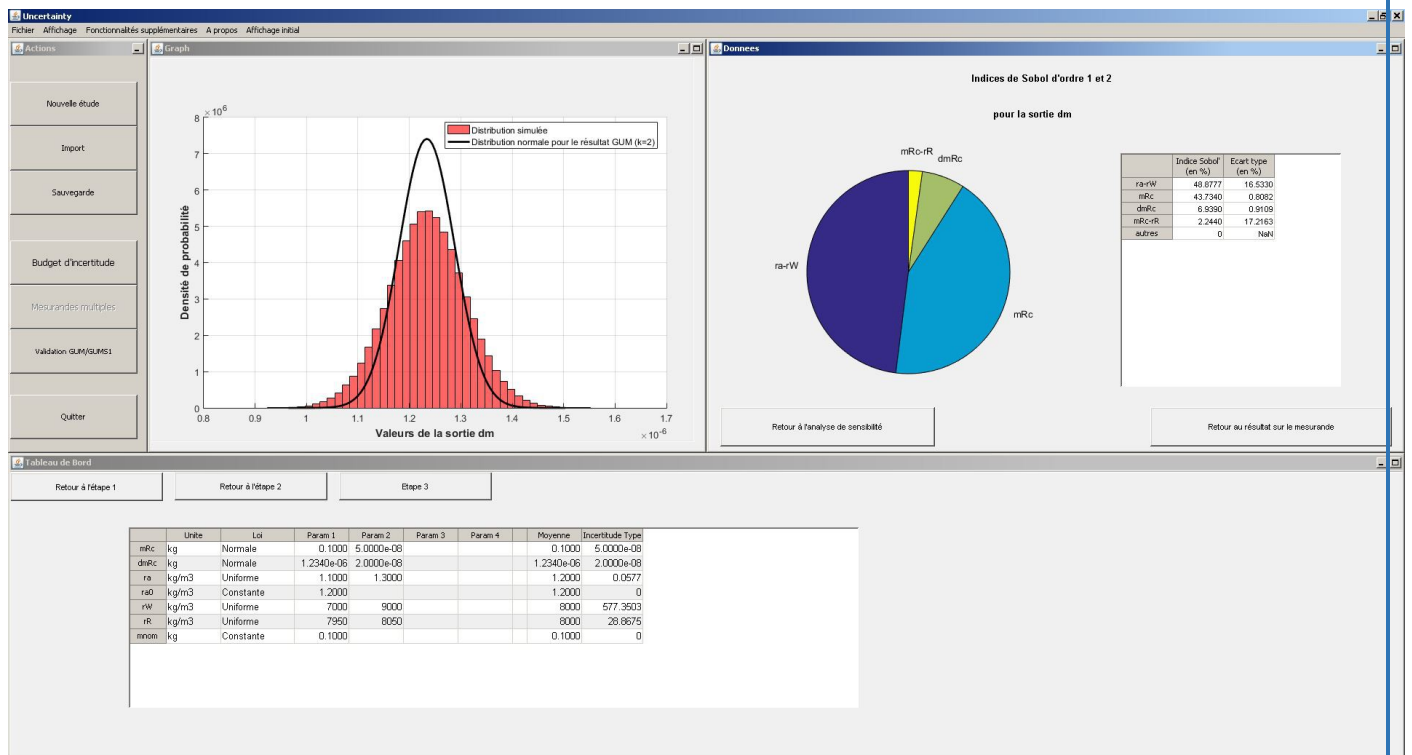 Uncertainty
Fichier Affichage Fonctionnalités supplémentaires A propos Affichage initial
Actions
Nouvelle étude
Import
Sauvegarde
Budget d'incertitude
Mesurandes multiples
Validation GUM/GUMS1
Quitter
Graph
× 10^6
Distribution simulée
Distribution normale pour le résultat GUM (k=2)
Densité de probabilité
8
7
6
5
4
3
2
1
0
0.8 0.9 1 1.1 1.2 1.3 1.4 1.5 1.6 1.7
Valeurs de la sortie dm
× 10^-6
Donnees
Indices de Sobol d'ordre 1 et 2
pour la sortie dm
mRc-rR
dmRc
ra-rW
mRc
Indice Sobol' (en %) Ecart type (en %)
ra-rW 48.8777 16.5330
mRc 43.7340 0.8082
dmRc 6.9390 0.9109
mRc-rR 2.2440 17.2163
autres 0 NaN
Retour à l'analyse de sensibilité
Retour au résultat sur le mesurande
Tableau de Bord
Retour à l'étape 1
Retour à l'étape 2
Etape 3
Unite Loi Param 1 Param 2 Param 3 Param 4 Moyenne Incertitude Type
mRc kg Normale 0.1000 5.0000e-08 0.1000 5.0000e-08
dmRc kg Normale 1.2340e-06 2.0000e-08 1.2340e-06 2.0000e-08
ra kg/m3 Uniforme 1.1000 1.3000 1.2000 0.0577
ra0 kg/m3 Constante 1.2000 1.2000 0
rW kg/m3 Uniforme 7000 9000 8000 577.3503
rR kg/m3 Uniforme 7950 8050 8000 28.8675
mnom kg Constante 0.1000 0.1000 0